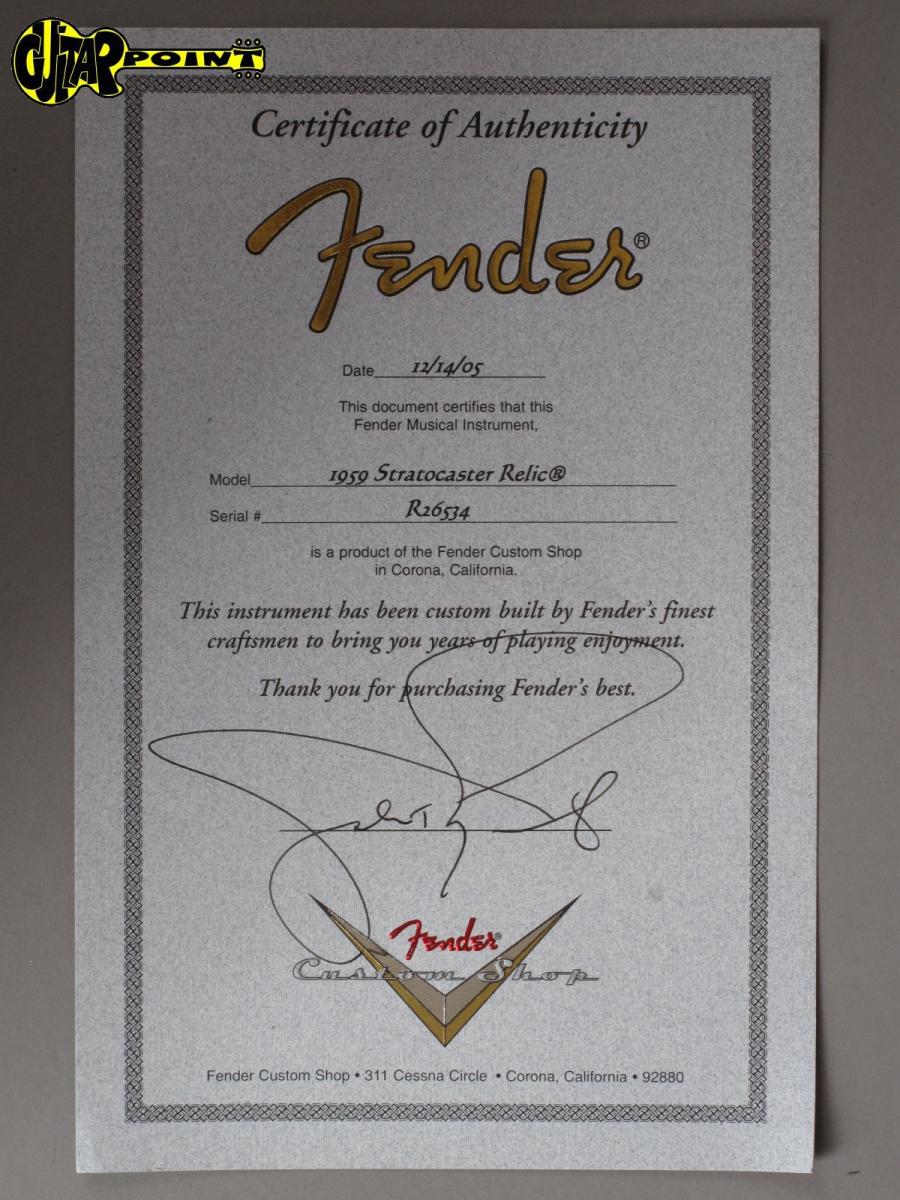 GUITAR POINT
Certificate of Authenticity
Fender®
Date 12/14/05
This document certifies that this
Fender Musical Instrument,
Model 1959 Stratocaster Relic®
Serial # R26534
is a product of the Fender Custom Shop
in Corona, California.
This instrument has been custom built by Fender's finest
craftsmen to bring you years of playing enjoyment.
Thank you for purchasing Fender's best.
Fender®
Custom Shop
Fender Custom Shop • 311 Cessna Circle • Corona, California • 92880